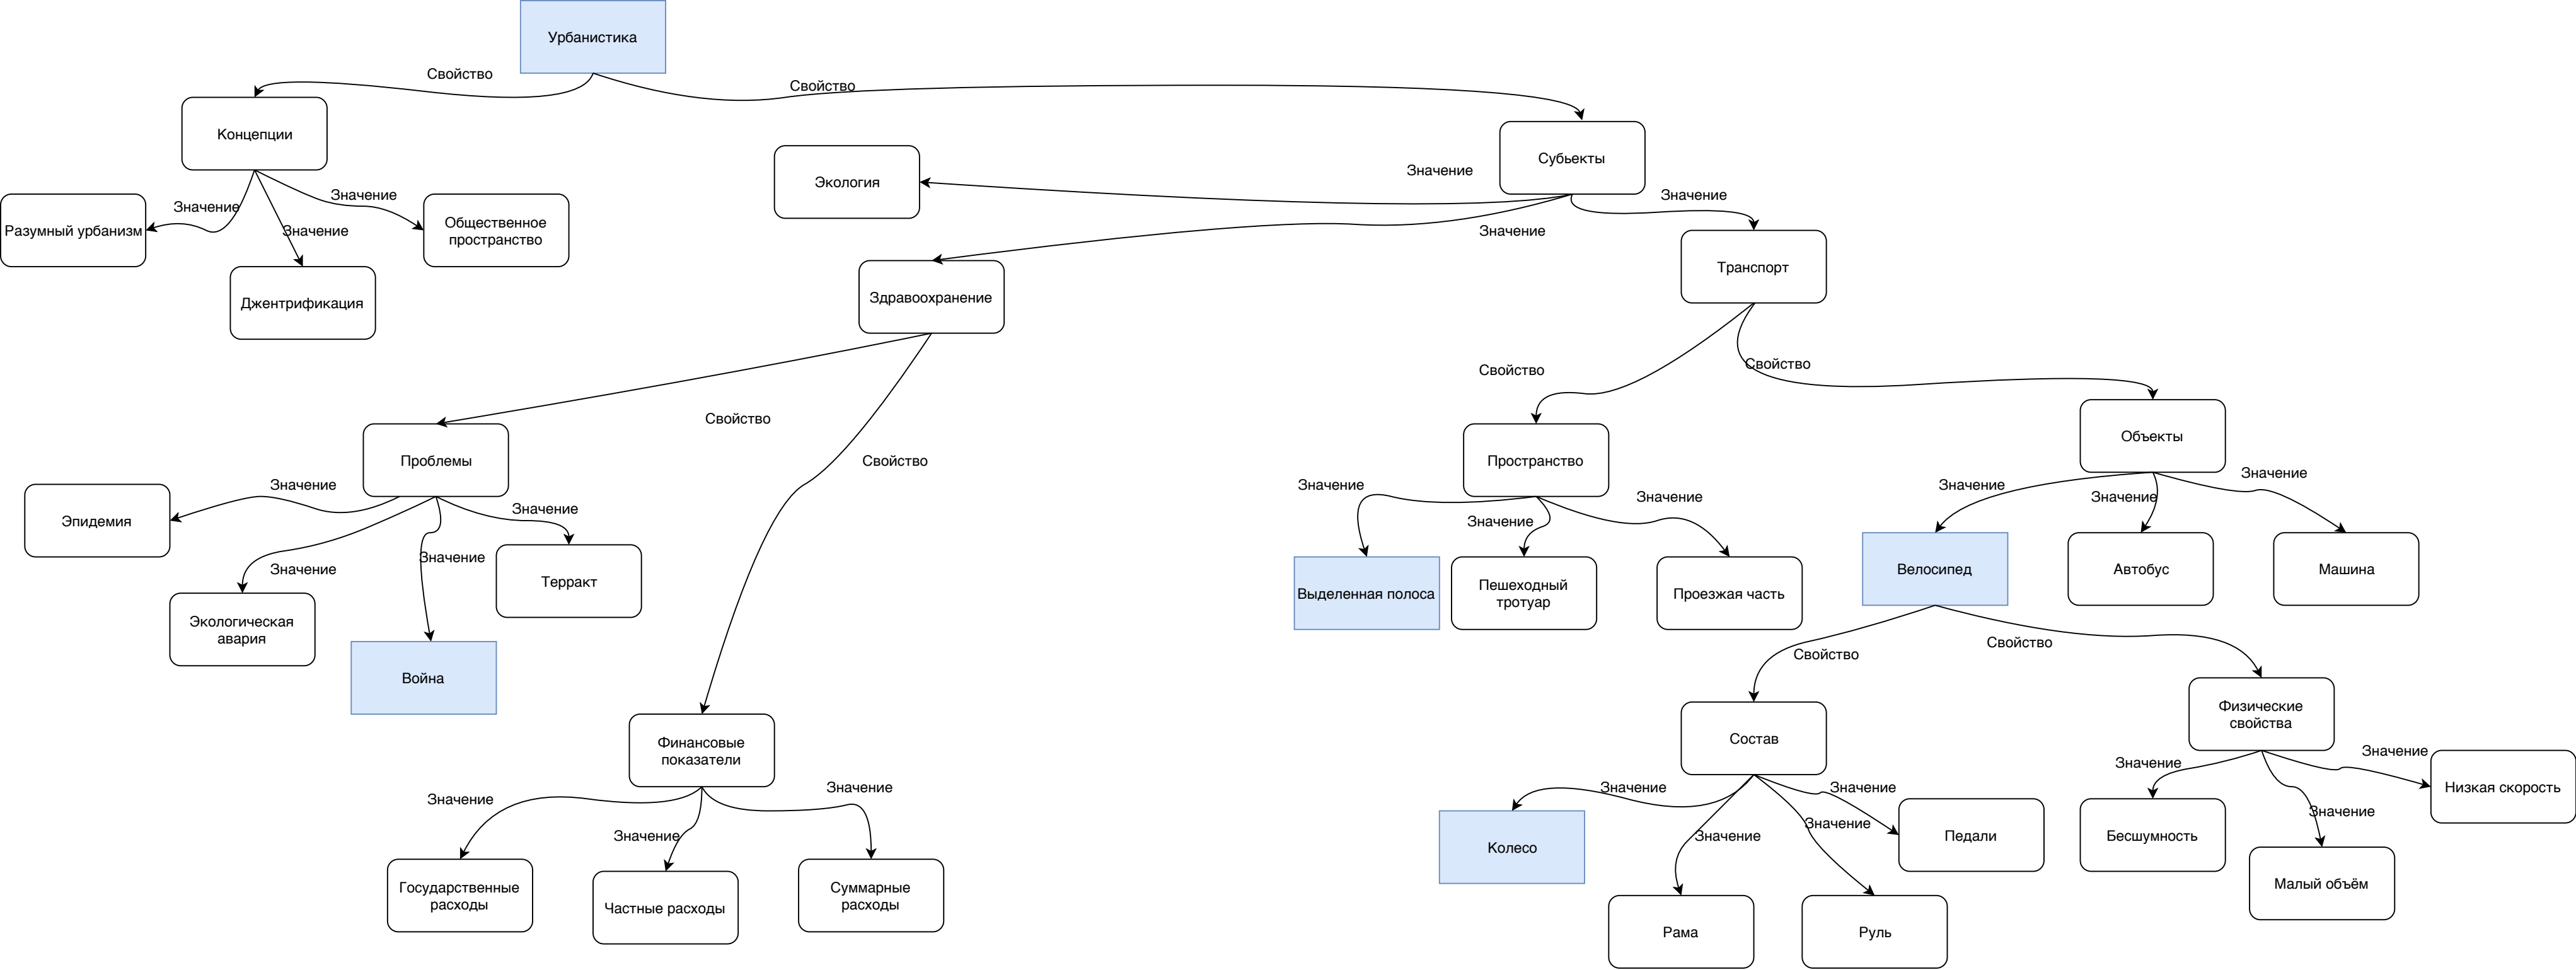 Урбанистика
Свойство
Свойство
Концепции
Субьекты
Значение
Экология
Значение
Значение
Значение
Разумный урбанизм
Значение
Общественное
пространство
Значение
Джентрификация
Здравоохранение
Транспорт
Свойство
Свойство
Свойство
Свойство
Проблемы
Пространство
Объекты
Значение
Значение
Значение
Значение
Значение
Значение
Значение
Значение
Эпидемия
Значение
Значение
Значение
Экологическая
авария
Террakт
Война
Выделенная полоса
Пешеходный
тротуар
Проезжая часть
Велосипед
Автобус
Машина
Свойство
Свойство
Финансовые
показатели
Состав
Физические
свойства
Значение
Значение
Значение
Значение
Значение
Значение
Значение
Значение
Значение
Значение
Государственные
расходы
Частные расходы
Суммарные
расходы
Колесо
Рама
Руль
Педали
Бесшумность
Малый объём
Низкая скорость